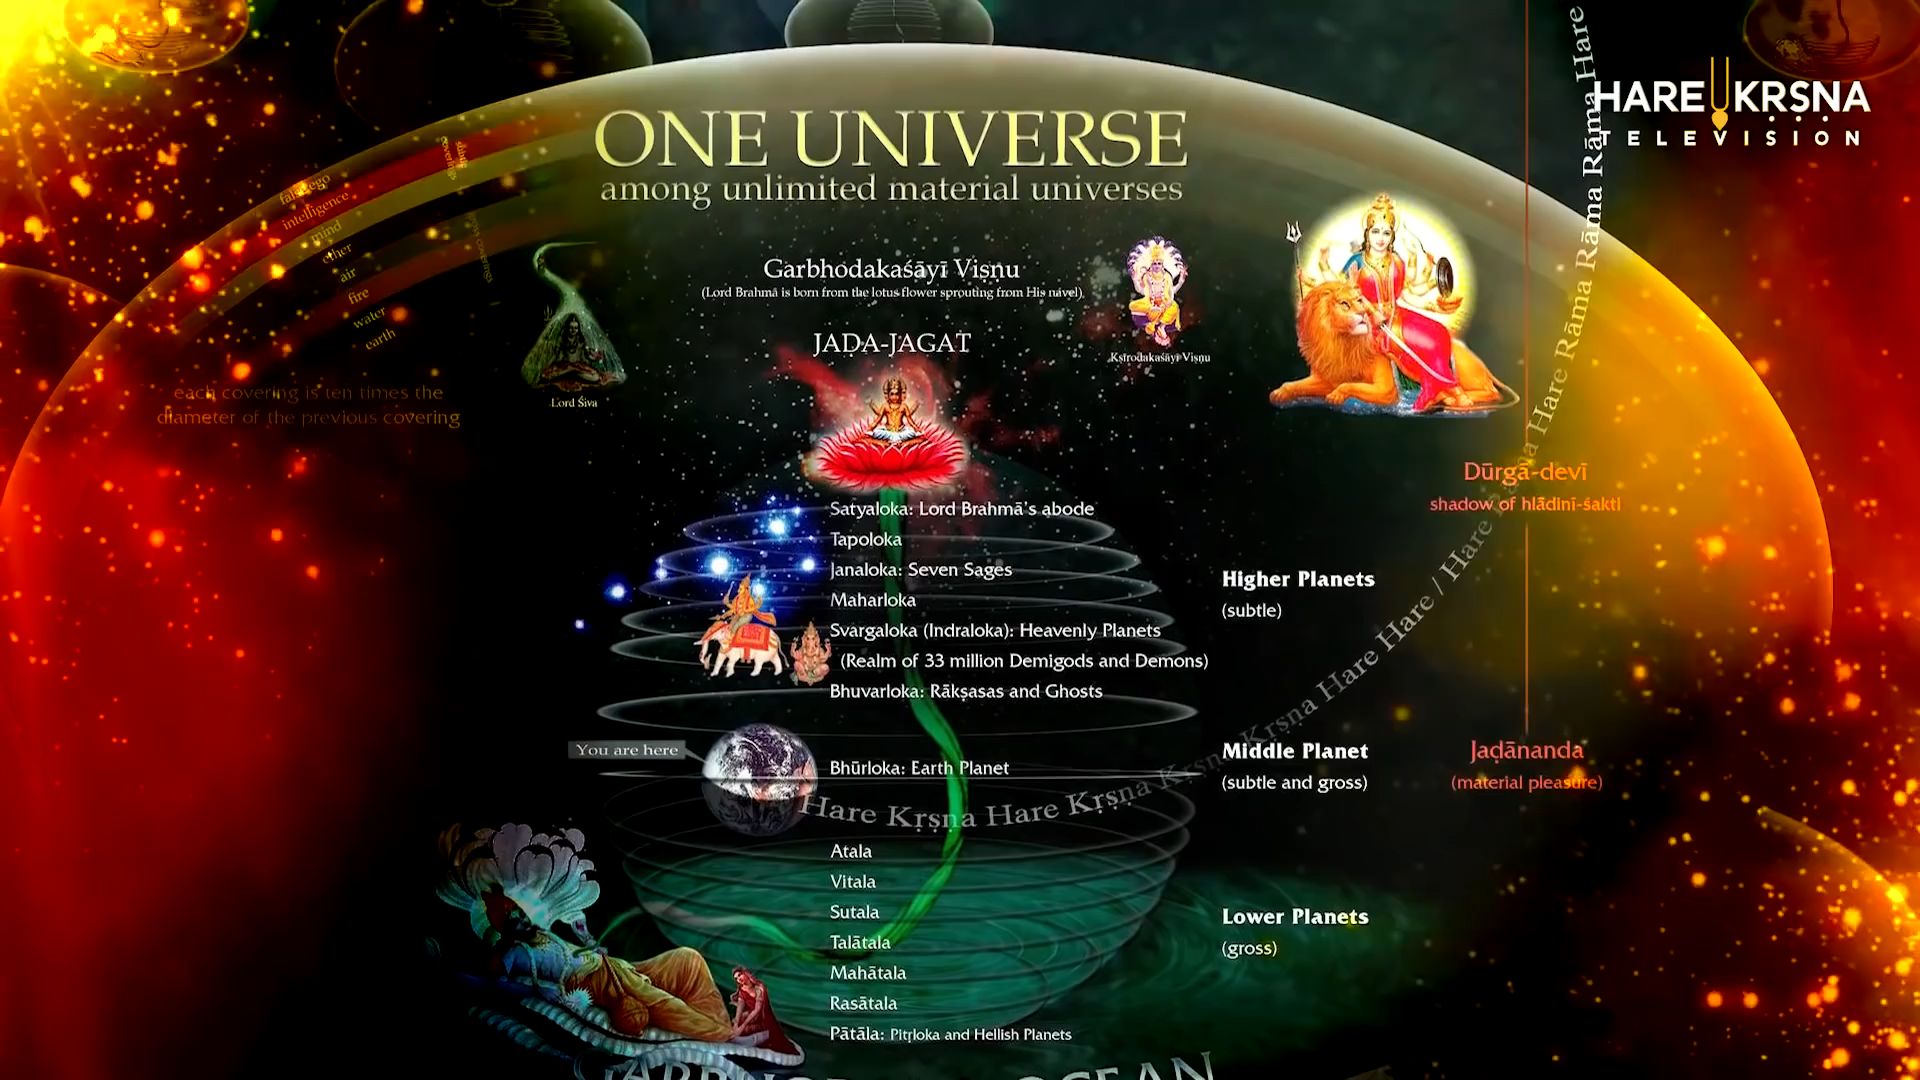 HARE KṚṢṆA
TELEVISION
ONE UNIVERSE
among unlimited material universes
false ego
intelligence
mind
ether
air
fire
water
earth
each covering is ten times the
diameter of the previous covering
Lord Śiva
Garbhodakaśāyī Viṣṇu
(Lord Brahmā is born from the lotus flower sprouting from His navel)
Kṣīrodakaśāyī Viṣṇu
JAḌA-JAGAT
Dūrgā-devī
shadow of hlādinī-śakti
Satyaloka: Lord Brahmā's abode
Tapoloka
Janaloka: Seven Sages
Maharloka
Svargaloka (Indraloka): Heavenly Planets
(Realm of 33 million Demigods and Demons)
Bhuvarloka: Rākṣasas and Ghosts
Higher Planets
(subtle)
You are here
Bhūrloka: Earth Planet
Middle Planet
(subtle and gross)
Jaḍānanda
(material pleasure)
Hare Kṛṣṇa Hare Kṛṣṇa Kṛṣṇa Kṛṣṇa Hare Hare / Hare Rāma Hare Rāma Rāma Rāma Hare
Atala
Vitala
Sutala
Talātala
Mahātala
Rasātala
Pātāla: Pitṛloka and Hellish Planets
Lower Planets
(gross)
OCEAN